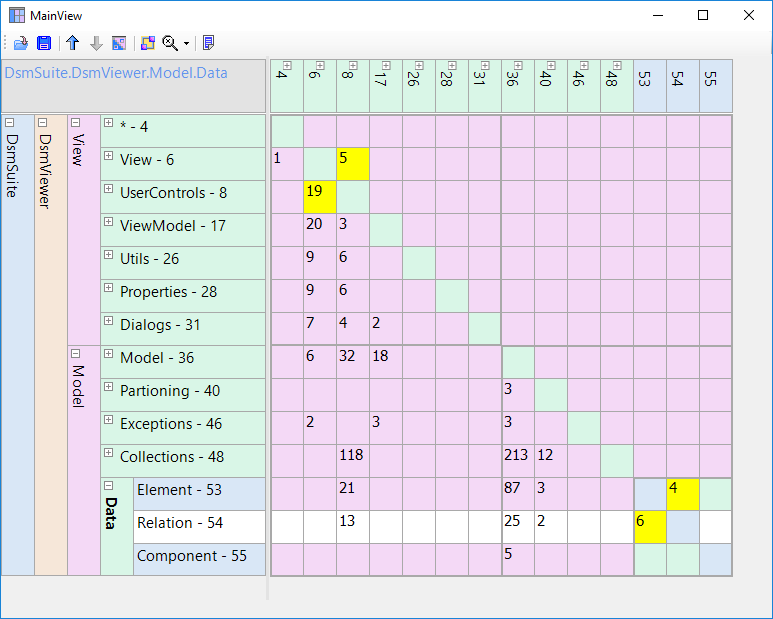 MainView
DsmSuite.DsmViewer.Model.Data
4 6 8 17 26 28 31 36 40 46 48 53 54 55
DsmSuite
DsmViewer
View
* - 4
View - 6 1 5
UserControls - 8 19
ViewModel - 17 20 3
Utils - 26 9 6
Properties - 28 9 6
Dialogs - 31 7 4 2
Model
Model - 36 6 32 18
Partioning - 40 3
Exceptions - 46 2 3 3
Collections - 48 118 213 12
Data
Element - 53 21 87 3 4
Relation - 54 13 25 2 6
Component - 55 5